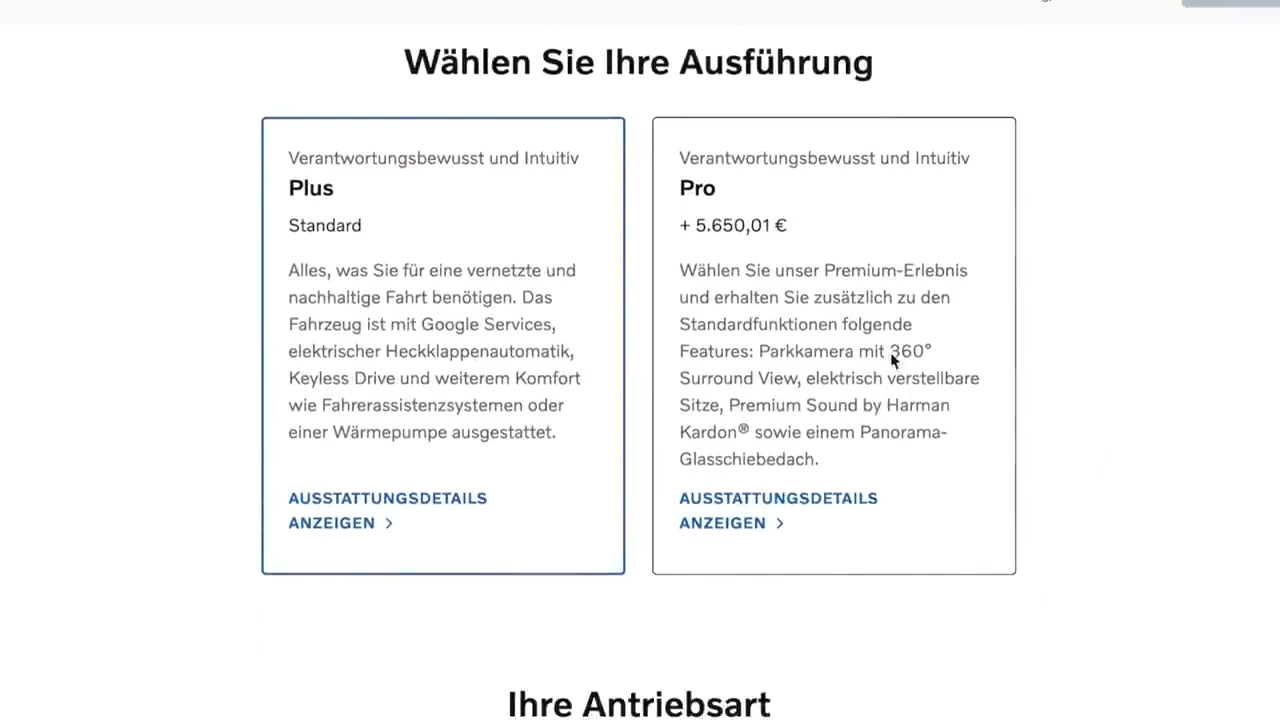 Wählen Sie Ihre Ausführung
Verantwortungsbewusst und Intuitiv
Plus
Standard
Alles, was Sie für eine vernetzte und
nachhaltige Fahrt benötigen. Das
Fahrzeug ist mit Google Services,
elektrischer Heckklappenautomatik,
Keyless Drive und weiterem Komfort
wie Fahrerassistenzsystemen oder
einer Wärmepumpe ausgestattet.
AUSSTATTUNGSDETAILS
ANZEIGEN >
Verantwortungsbewusst und Intuitiv
Pro
+ 5.650,01 €
Wählen Sie unser Premium-Erlebnis
und erhalten Sie zusätzlich zu den
Standardfunktionen folgende
Features: Parkkamera mit 360°
Surround View, elektrisch verstellbare
Sitze, Premium Sound by Harman
Kardon® sowie einem Panorama-
Glasschiebedach.
AUSSTATTUNGSDETAILS
ANZEIGEN >
Ihre Antriebsart